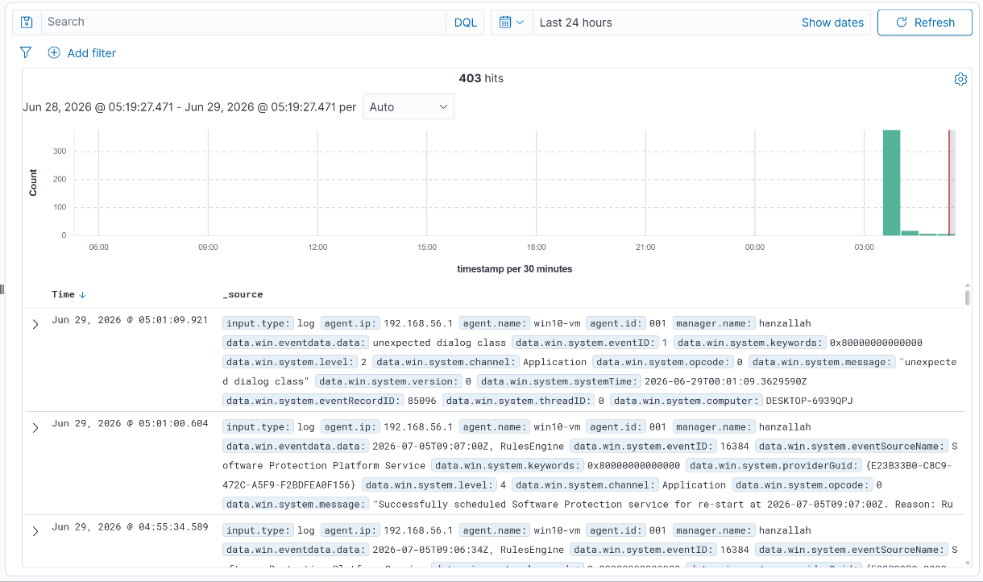 Search DQL Last 24 hours Show dates Refresh
Add filter
403 hits
Jun 28, 2026 @ 05:19:27.471 - Jun 29, 2026 @ 05:19:27.471 per Auto
Count
300
200
100
0
06:00 09:00 12:00 15:00 18:00 21:00 00:00 03:00
timestamp per 30 minutes
Time _source
Jun 29, 2026 @ 05:01:09.921 input.type: log agent.ip: 192.168.56.1 agent.name: win10-vm agent.id: 001 manager.name: hanzallah
data.win.eventdata.data: unexpected dialog class data.win.system.eventID: 1 data.win.system.keywords: 0x80000000000000
data.win.system.level: 2 data.win.system.channel: Application data.win.system.opcode: 0 data.win.system.message: "unexpecte
d dialog class" data.win.system.version: 0 data.win.system.systemTime: 2026-06-29T00:01:09.3629590Z
data.win.system.eventRecordID: 85096 data.win.system.threadID: 0 data.win.system.computer: DESKTOP-6939QPJ
Jun 29, 2026 @ 05:01:00.604 input.type: log agent.ip: 192.168.56.1 agent.name: win10-vm agent.id: 001 manager.name: hanzallah
data.win.eventdata.data: 2026-07-05T09:07:00Z, RulesEngine data.win.system.eventID: 16384 data.win.system.eventSourceName: S
oftware Protection Platform Service data.win.system.keywords: 0x80000000000000 data.win.system.providerGuid: {E23B33B0-C8C9-
472C-A5F9-F2BDFEA0F156} data.win.system.level: 4 data.win.system.channel: Application data.win.system.opcode: 0
data.win.system.message: "Successfully scheduled Software Protection service for re-start at 2026-07-05T09:07:00Z. Reason: Ru
Jun 29, 2026 @ 04:55:34.589 input.type: log agent.ip: 192.168.56.1 agent.name: win10-vm agent.id: 001 manager.name: hanzallah
data.win.eventdata.data: 2026-07-05T09:06:34Z, RulesEngine data.win.system.eventID: 16384 data.win.system.eventSourceName: S